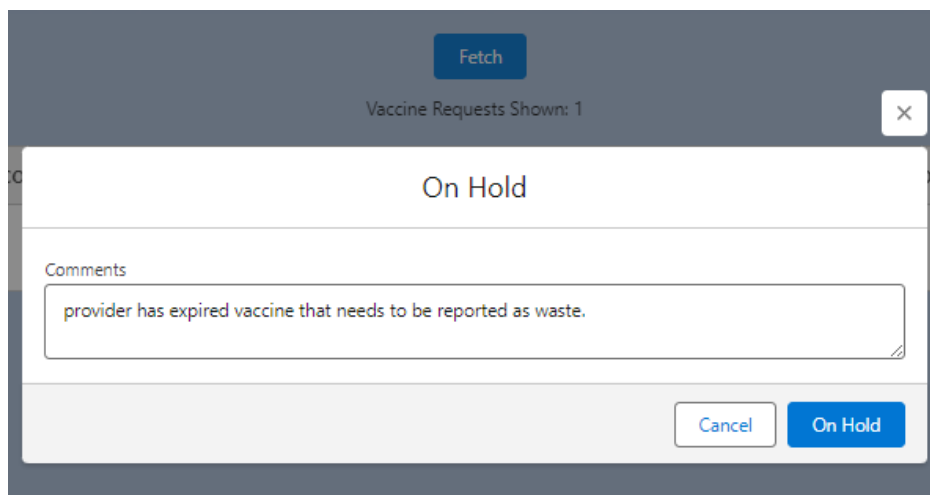 Fetch
Vaccine Requests Shown: 1
On Hold
Comments
provider has expired vaccine that needs to be reported as waste.
Cancel
On Hold